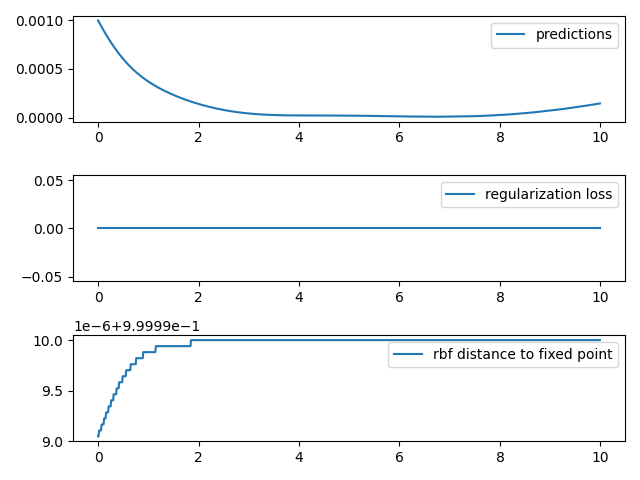 0.0010
0.0005
0.0000
predictions
0 2 4 6 8 10
0.05
0.00
−0.05
regularization loss
0 2 4 6 8 10
1e−6+9.9999e−1
10.0
9.5
9.0
rbf distance to fixed point
0 2 4 6 8 10